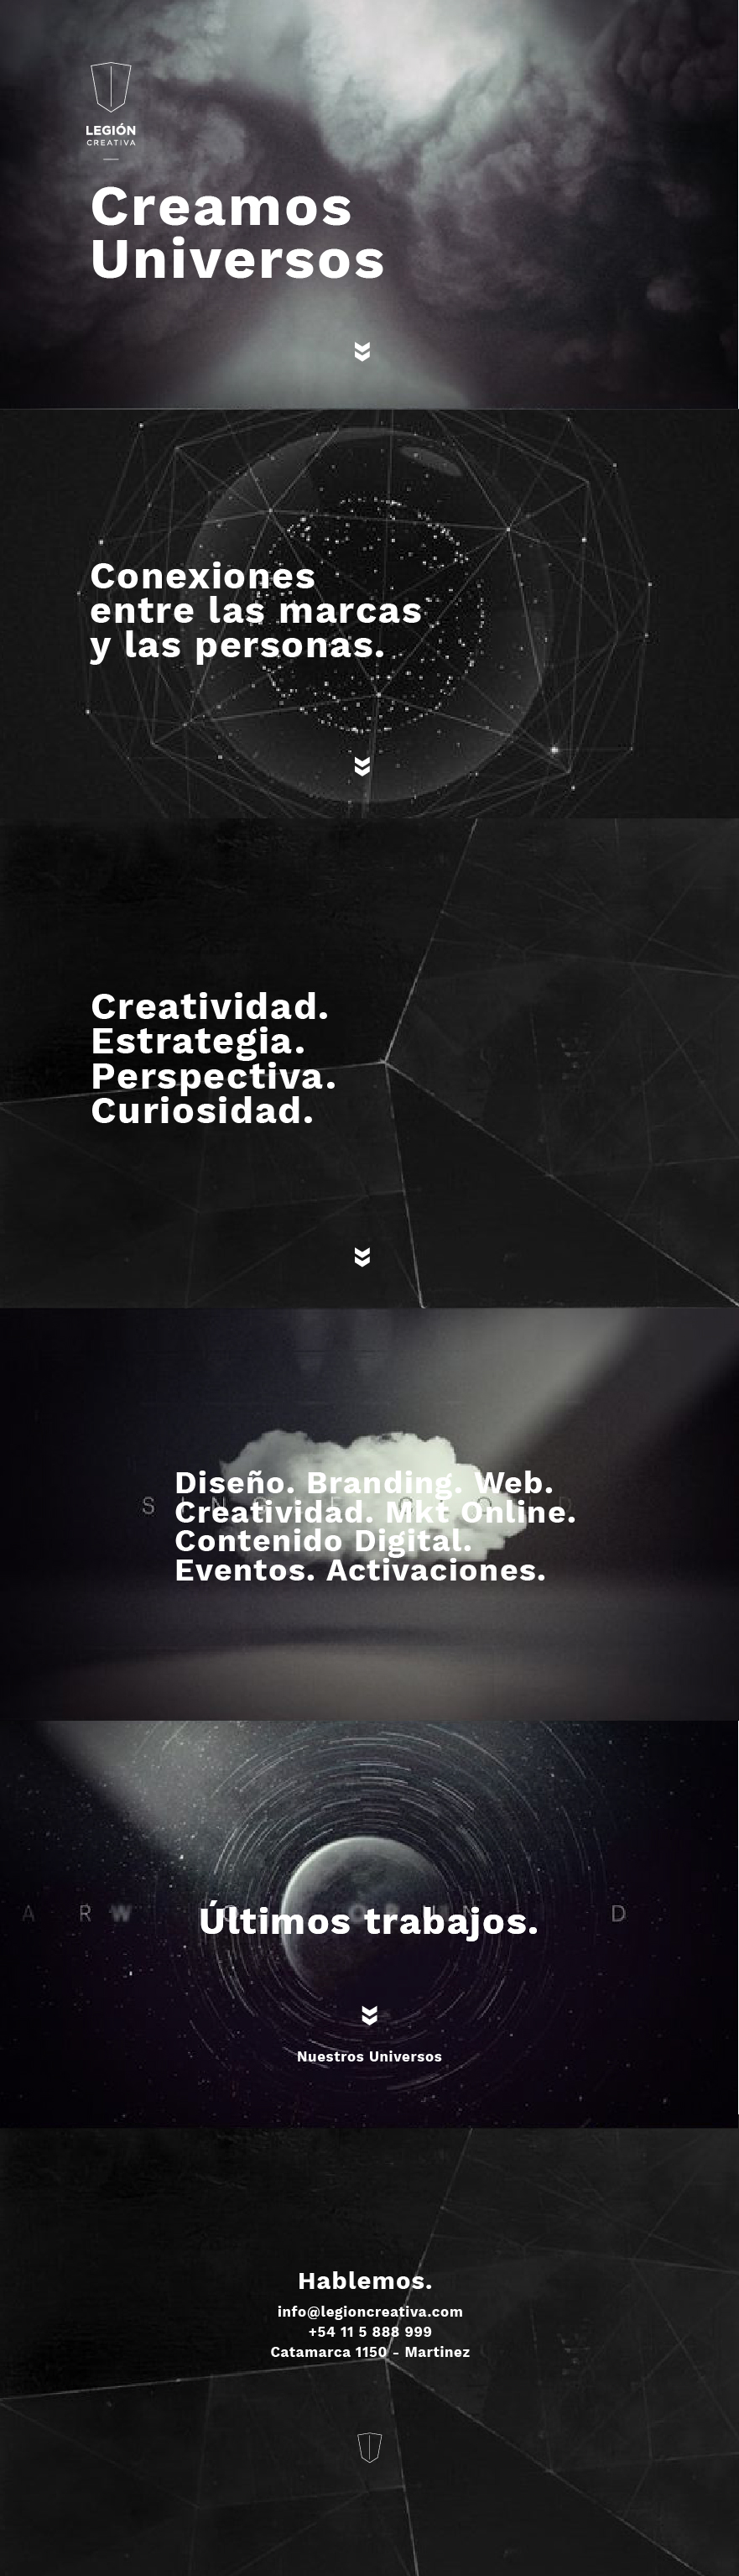 LEGIÓN
CREATIVA
Creamos
Universos
Conexiones
entre las marcas
y las personas.
Creatividad.
Estrategia.
Perspectiva.
Curiosidad.
Diseño. Branding. Web.
Creatividad. Mkt Online.
Contenido Digital.
Eventos. Activaciones.
Últimos trabajos.
Nuestros Universos
Hablemos.
info@legioncreativa.com
+54 11 5 888 999
Catamarca 1150 - Martinez